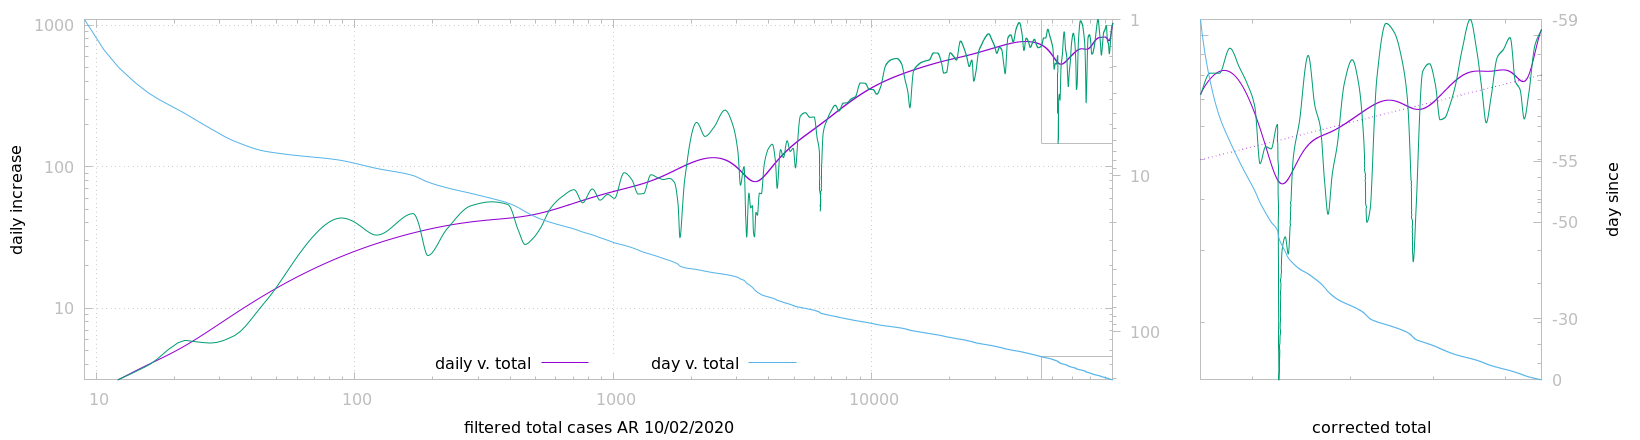 1000
100
10
daily increase
10
100
1000
10000
filtered total cases AR 10/02/2020
daily v. total
day v. total
1
10
100
-59
-55
-50
-30
0
day since
corrected total